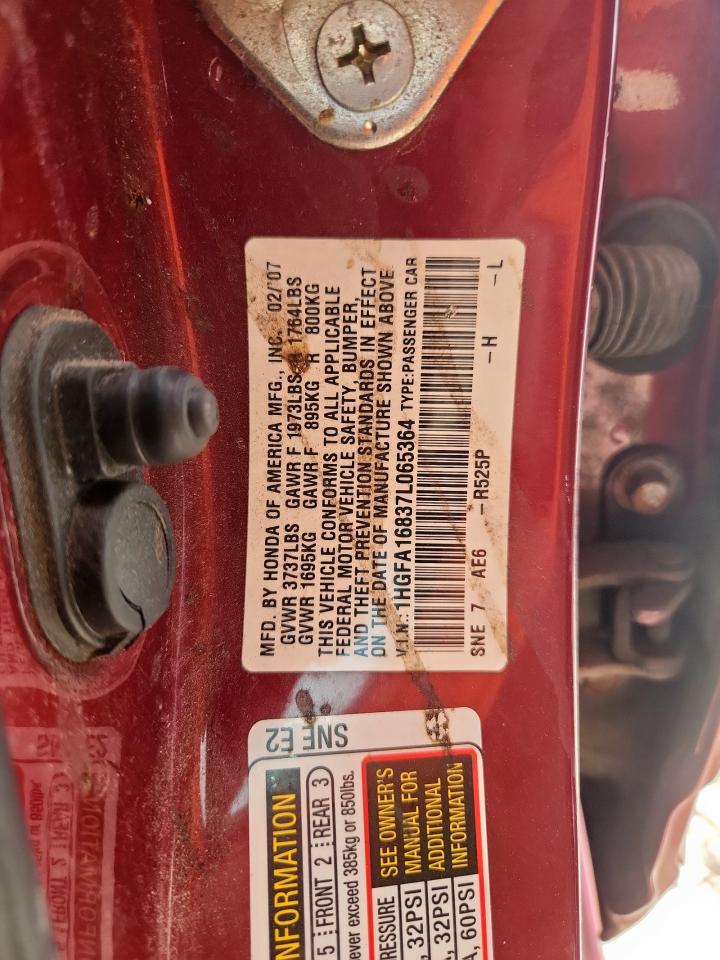 MFD. BY HONDA OF AMERICA MFG., INC. 02/'07
GVWR 3737LBS GAWR F 1973LBS R 1764LBS
GVWR 1695KG GAWR F 895KG R 800KG
THIS VEHICLE CONFORMS TO ALL APPLICABLE
FEDERAL MOTOR VEHICLE SAFETY, BUMPER,
AND THEFT PREVENTION STANDARDS IN EFFECT
ON THE DATE OF MANUFACTURE SHOWN ABOVE.
V.I.N.: 1HGFA16837L065364 TYPE:PASSENGER CAR
SNE 7 AE6 -R525P -H -L
SNE E2
NFORMATION
5 FRONT 2 REAR 3
never exceed 385kg or 850lbs.
SEE OWNER'S
MANUAL FOR
ADDITIONAL
INFORMATION
RESSURE
, 32PSI
A, 32PSI
A, 60PSI